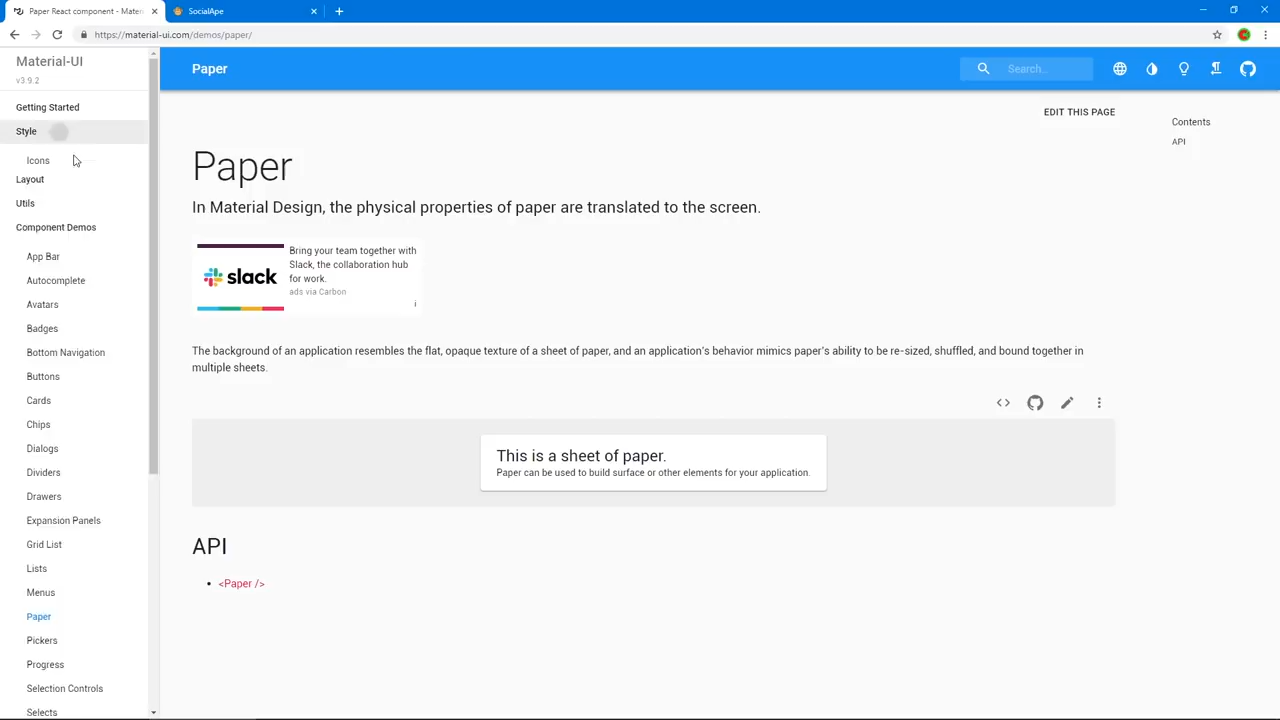 Paper React component - Materi
SocialApe
https://material-ui.com/demos/paper/
Material-UI
v3.9.2
Getting Started
Style
Icons
Layout
Utils
Component Demos
App Bar
Autocomplete
Avatars
Badges
Bottom Navigation
Buttons
Cards
Chips
Dialogs
Dividers
Drawers
Expansion Panels
Grid List
Lists
Menus
Paper
Pickers
Progress
Selection Controls
Selects
Paper
Search...
EDIT THIS PAGE
Contents
API
Paper
In Material Design, the physical properties of paper are translated to the screen.
slack
Bring your team together with
Slack, the collaboration hub
for work.
ads via Carbon
i
The background of an application resembles the flat, opaque texture of a sheet of paper, and an application's behavior mimics paper's ability to be re-sized, shuffled, and bound together in
multiple sheets.
This is a sheet of paper.
Paper can be used to build surface or other elements for your application.
API
<Paper />